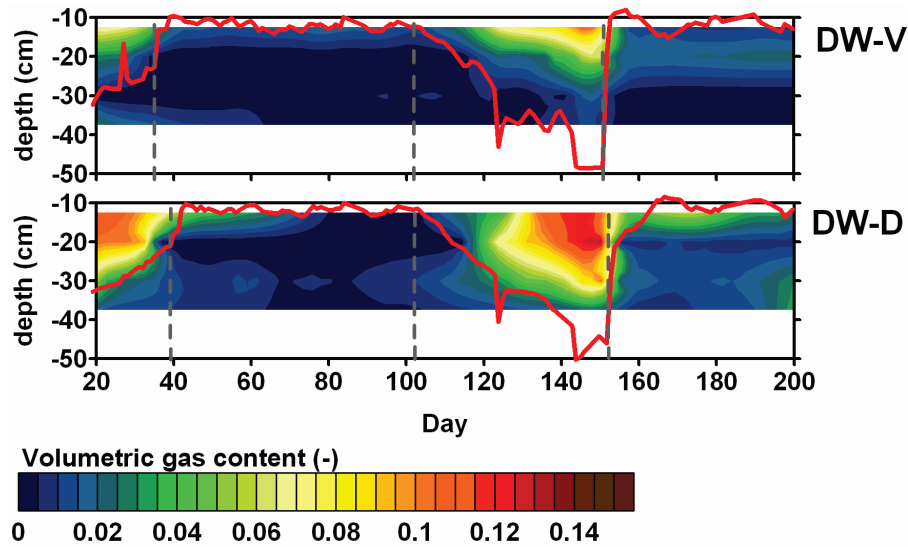 -10
-20
-30
-40
-50
depth (cm)
DW-V
-10
-20
-30
-40
-50
depth (cm)
DW-D
20 40 60 80 100 120 140 160 180 200
Day
Volumetric gas content (-)
0 0.02 0.04 0.06 0.08 0.1 0.12 0.14